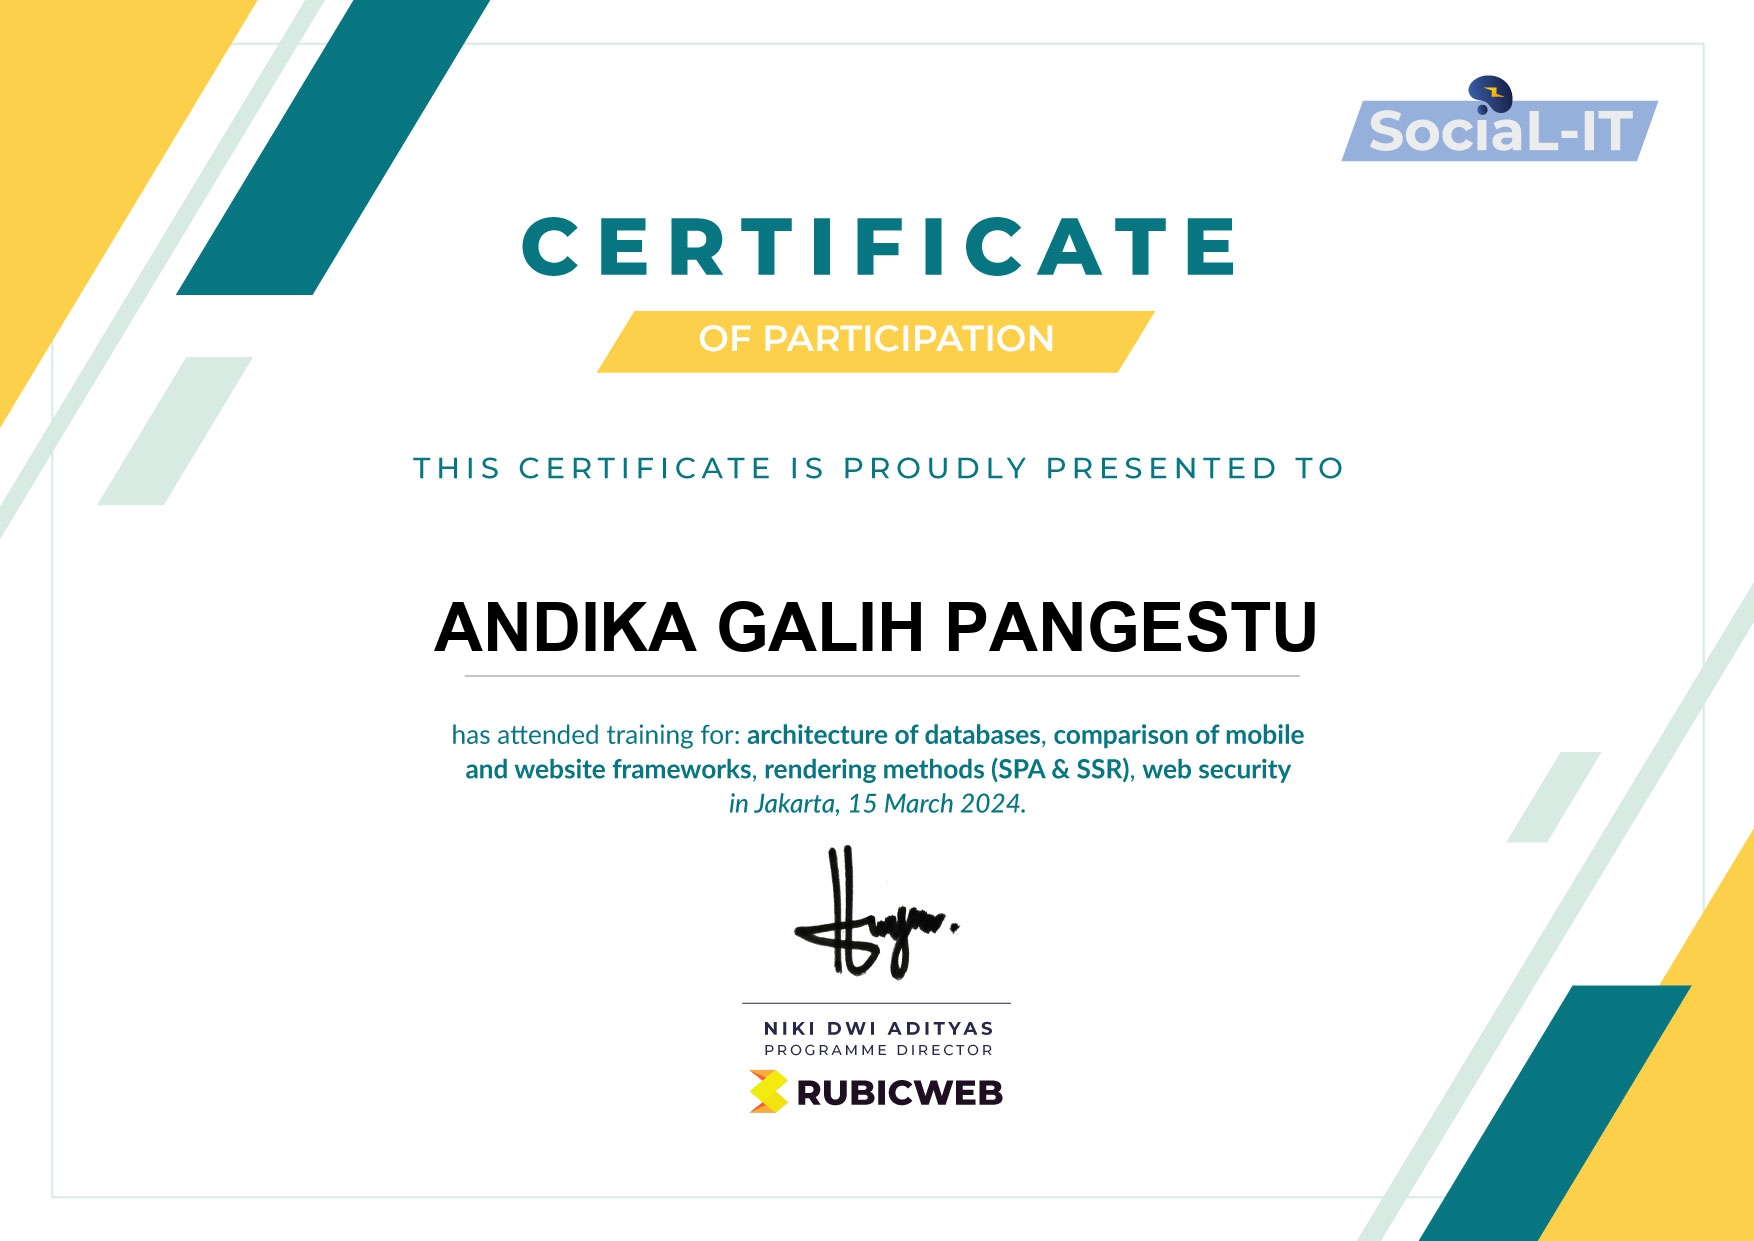 SociaL-IT
CERTIFICATE
OF PARTICIPATION
THIS CERTIFICATE IS PROUDLY PRESENTED TO
ANDIKA GALIH PANGESTU
has attended training for: architecture of databases, comparison of mobile
and website frameworks, rendering methods (SPA & SSR), web security
in Jakarta, 15 March 2024.
NIKI DWI ADITYAS
PROGRAMME DIRECTOR
RUBICWEB